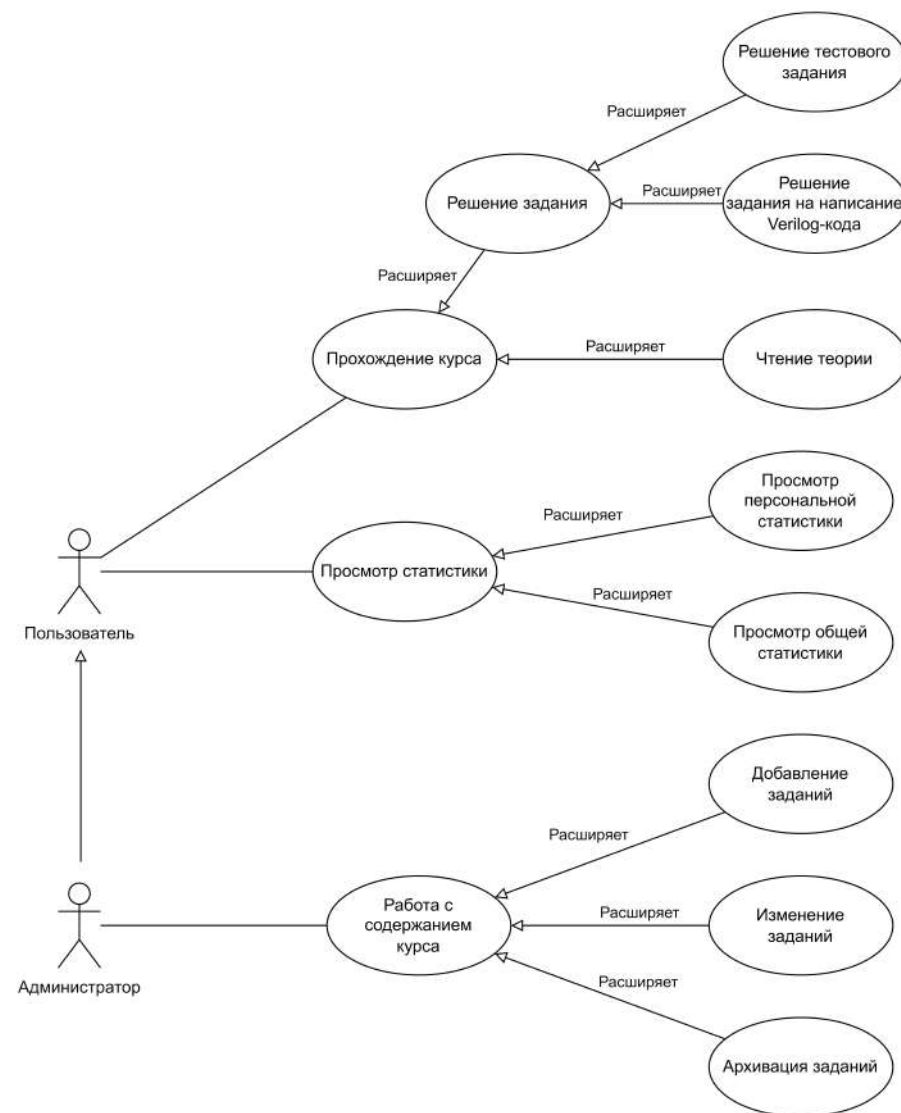 Решение тестового
задания
Расширяет
Решение задания
Расширяет
Решение
задания на написание
Verilog-кода
Расширяет
Прохождение курса
Расширяет
Чтение теории
Просмотр
персональной
статистики
Расширяет
Просмотр статистики
Расширяет
Пользователь
Просмотр общей
статистики
Добавление
заданий
Расширяет
Работа с
содержанием
курса
Расширяет
Изменение
заданий
Администратор
Расширяет
Архивация заданий